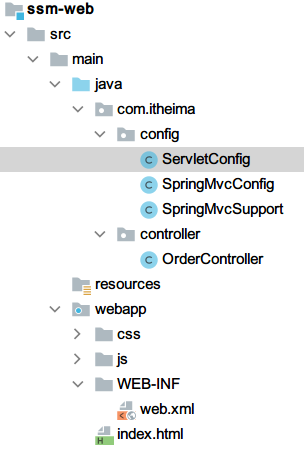 ssm-web
src
main
java
com.itheima
config
ServletConfig
SpringMvcConfig
SpringMvcSupport
controller
OrderController
resources
webapp
css
js
WEB-INF
web.xml
index.html